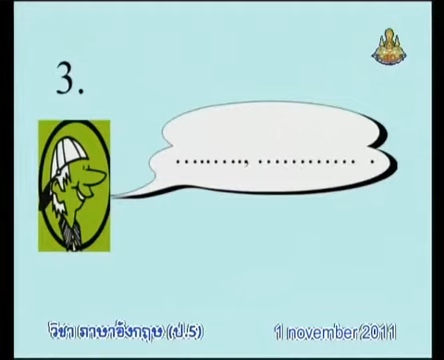 3.
......., ............. .
วิชา ภาษาอังกฤษ (ป.5)
1 november 2011